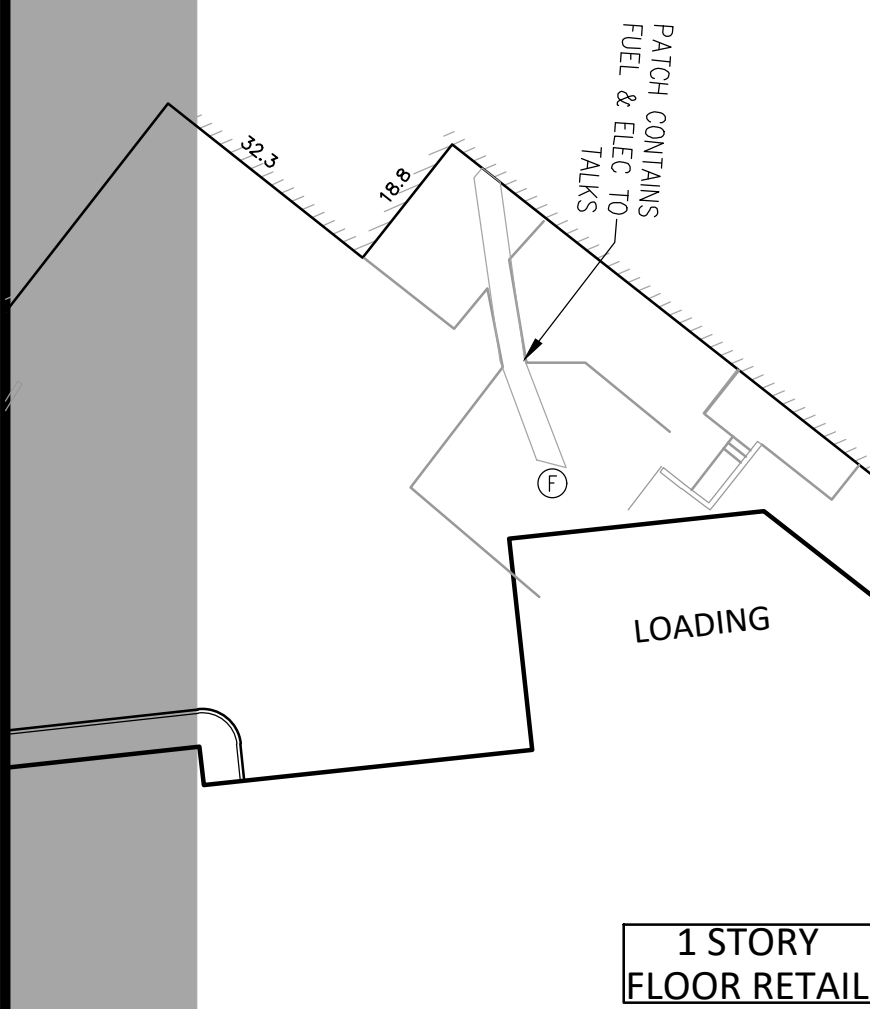 PATCH CONTAINS
FUEL & ELEC TO
TALKS
32.3
18.8
F
LOADING
1 STORY
FLOOR RETAIL